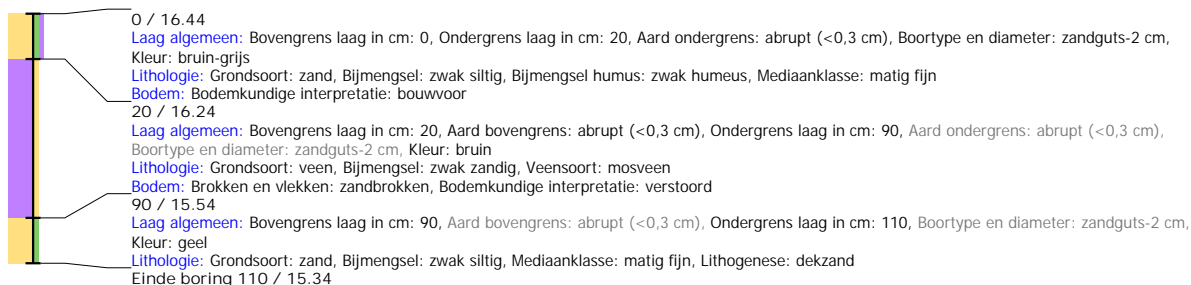 0 / 16.44
Laag algemeen: Bovengrens laag in cm: 0, Ondergrens laag in cm: 20, Aard ondergrens: abrupt (<0,3 cm), Boortype en diameter: zandguts-2 cm,
Kleur: bruin-grijs
Lithologie: Grondsoort: zand, Bijmengsel: zwak siltig, Bijmengsel humus: zwak humeus, Mediaanklasse: matig fijn
Bodem: Bodemkundige interpretatie: bouwvoor
20 / 16.24
Laag algemeen: Bovengrens laag in cm: 20, Aard bovengrens: abrupt (<0,3 cm), Ondergrens laag in cm: 90, Aard ondergrens: abrupt (<0,3 cm),
Boortype en diameter: zandguts-2 cm, Kleur: bruin
Lithologie: Grondsoort: veen, Bijmengsel: zwak zandig, Veensoort: mosveen
Bodem: Brokken en vlekken: zandbrokken, Bodemkundige interpretatie: verstoord
90 / 15.54
Laag algemeen: Bovengrens laag in cm: 90, Aard bovengrens: abrupt (<0,3 cm), Ondergrens laag in cm: 110, Boortype en diameter: zandguts-2 cm,
Kleur: geel
Lithologie: Grondsoort: zand, Bijmengsel: zwak siltig, Mediaanklasse: matig fijn, Lithogenese: dekzand
Einde boring 110 / 15.34